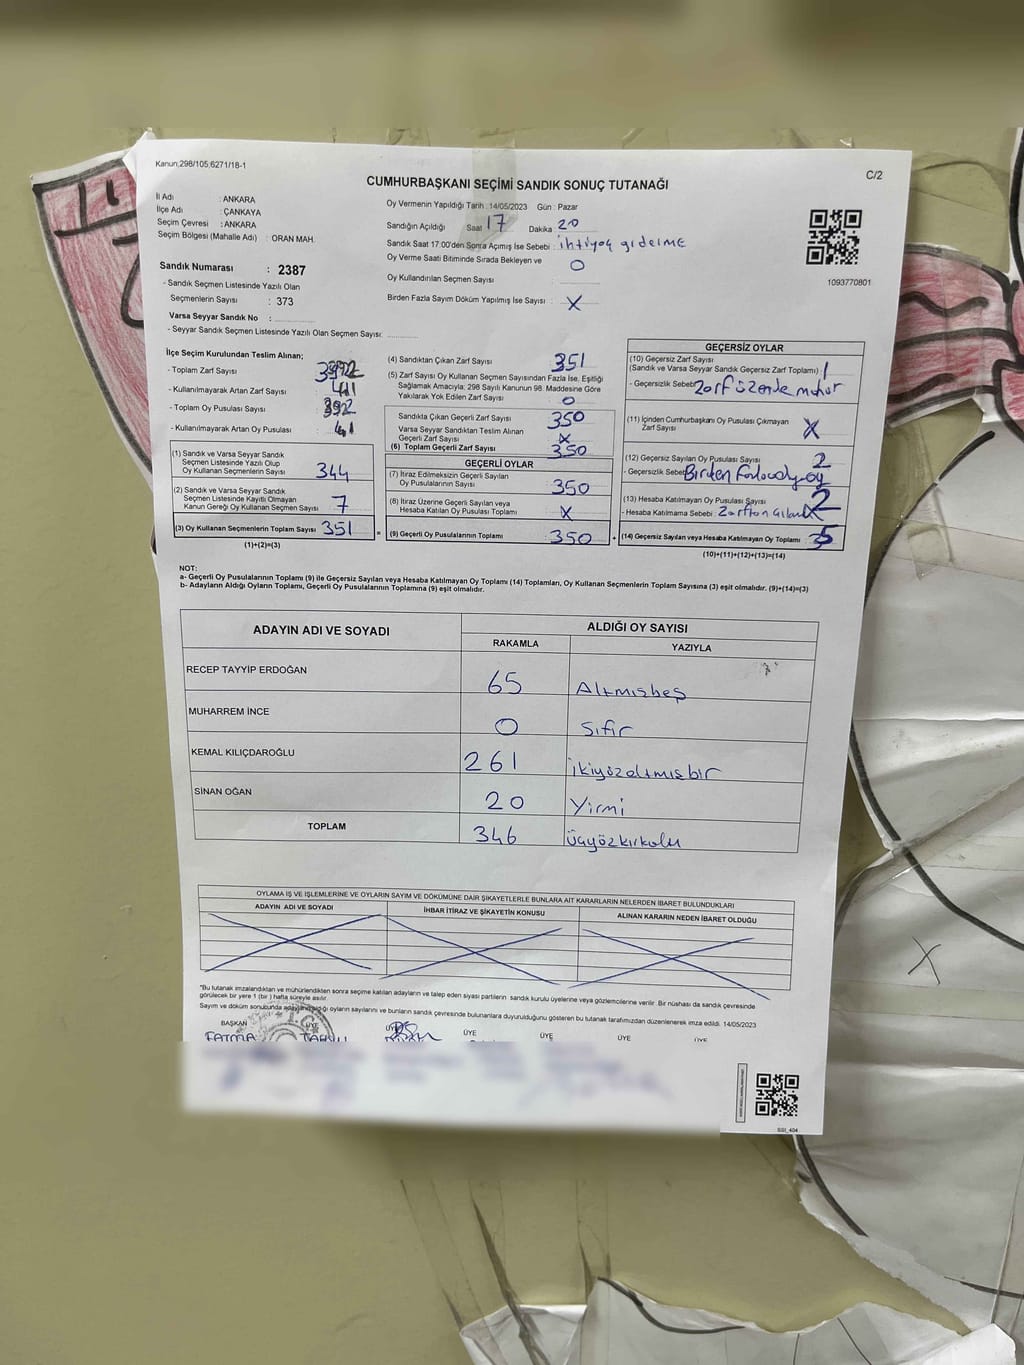 Kanun.298/105,6271/18-1
C/2
CUMHURBAŞKANI SEÇİMİ SANDIK SONUÇ TUTANAĞI
İl Adı : ANKARA
İlçe Adı : ÇANKAYA
Seçim Çevresi : ANKARA
Seçim Bölgesi (Mahalle Adı) : ORAN MAH.
Sandık Numarası : 2387
- Sandık Seçmen Listesinde Yazılı Olan
Seçmenlerin Sayısı : 373
Varsa Seyyar Sandık No :
- Seyyar Sandık Seçmen Listesinde Yazılı Olan Seçmen Sayısı:
Oy Vermenin Yapıldığı Tarih : 14/05/2023 Gün : Pazar
Sandığın Açıldığı Saat 17 Dakika 20
Sandık Saat 17.00'den Sonra Açımış İse Sebebi : ihtiyaç giderme
Oy Verme Saati Bitiminde Sırada Bekleyen ve
Oy Kullandırılan Seçmen Sayısı : 0
Birden Fazla Sayım Döküm Yapılmış İse Sayısı : X
1093770801
İlçe Seçim Kurulundan Teslim Alınan;
- Toplam Zarf Sayısı :
- Kullanılmayarak Artan Zarf Sayısı : 41
- Toplam Oy Pusulası Sayısı : 392
- Kullanılmayarak Artan Oy Pusulası : 41
(1) Sandık ve Varsa Seyyar Sandık
Seçmen Listesinde Yazılı Olup
Oy Kullanan Seçmenlerin Sayısı 344
(2) Sandık ve Varsa Seyyar Sandık
Seçmen Listesinde Kayıtlı Olmayan
Kanun Gereği Oy Kullanan Seçmen Sayısı 7
(3) Oy Kullanan Seçmenlerin Toplam Sayısı 351
(1)+(2)=(3)
(4) Sandıktan Çıkan Zarf Sayısı 351
(5) Zarf Sayısı Oy Kullanan Seçmen Sayısından Fazla İse, Eşitliği
Sağlamak Amacıyla; 298 Sayılı Kanunun 98. Maddesine Göre
Yakılarak Yok Edilen Zarf Sayısı : 0
Sandıkta Çıkan Geçerli Zarf Sayısı 350
Varsa Seyyar Sandıktan Teslim Alınan
Geçerli Zarf Sayısı X
(6) Toplam Geçerli Zarf Sayısı 350
GEÇERLİ OYLAR
(7) İtiraz Edilmeksizin Geçerli Sayılan
Oy Pusulalarının Sayısı 350
(8) İtiraz Üzerine Geçerli Sayılan veya
Hesaba Katılan Oy Pusulası Toplamı X
= (9) Geçerli Oy Pusulalarının Toplamı 350 +
GEÇERSİZ OYLAR
(10) Geçersiz Zarf Sayısı
(Sandık ve Varsa Seyyar Sandık Geçersiz Zarf Toplamı) : 1
- Geçersizlik Sebebi: Zarf üzerinde mühür
(11) İçinden Cumhurbaşkanı Oy Pusulası Çıkmayan
Zarf Sayısı X
(12) Geçersiz Sayılan Oy Pusulası Sayısı 2
- Geçersizlik Sebebi Birden oy
(13) Hesaba Katılmayan Oy Pusulası Sayısı 2
- Hesaba Katılmama Sebebi : Zarftan
(14) Geçersiz Sayılan veya Hesaba Katılmayan Oy Toplamı 5
(10)+(11)+(12)+(13)=(14)
NOT:
a- Geçerli Oy Pusulalarının Toplamı (9) ile Geçersiz Sayılan veya Hesaba Katılmayan Oy Toplamı (14) Toplamları, Oy Kullanan Seçmenlerin Toplam Sayısına (3) eşit olmalıdır. (9)+(14)=(3)
b- Adayların Aldığı Oyların Toplamı, Geçerli Oy Pusulalarının Toplamına (9) eşit olmalıdır.
ADAYIN ADI VE SOYADI ALDIĞI OY SAYISI
RAKAMLA YAZIYLA
RECEP TAYYİP ERDOĞAN 65 Altmışbeş
MUHARREM İNCE 0 Sıfır
KEMAL KILIÇDAROĞLU 261 ikiyüzaltmışbir
SİNAN OĞAN 20 Yirmi
TOPLAM 346 üçyüzkırkaltı
OYLAMA İŞ VE İŞLEMLERİNE VE OYLARIN SAYIM VE DÖKÜMÜNE DAİR ŞİKAYETLERLE BUNLARA AİT KARARLARIN NELERDEN İBARET BULUNDUKLARI
ADAYIN ADI VE SOYADI İHBAR İTİRAZ VE ŞİKAYETİN KONUSU ALINAN KARARIN NEDEN İBARET OLDUĞU
"Bu tutanak imzalandıktan ve mühürlendikten sonra seçime katılan adayların ve talep eden siyasi partilerin sandık kurulu üyelerine veya gözlemcilerine verilir. Bir nüshası da sandık çevresinde
görülecek bir yere 1 (bir ) hafta süreyle asılır.
Sayım ve döküm sonubunda adayların aldığı oyların sayılarını ve bunların sandık çevresinde bulunanlara duyurulduğunu gösteren bu tutanak tarafımızdan düzenlenerek imza edildi. 14/05/2023
BAŞKAN ÜYE ÜYE ÜYE ÜYE ÜYE ÜYE
FATMA
SSI_404